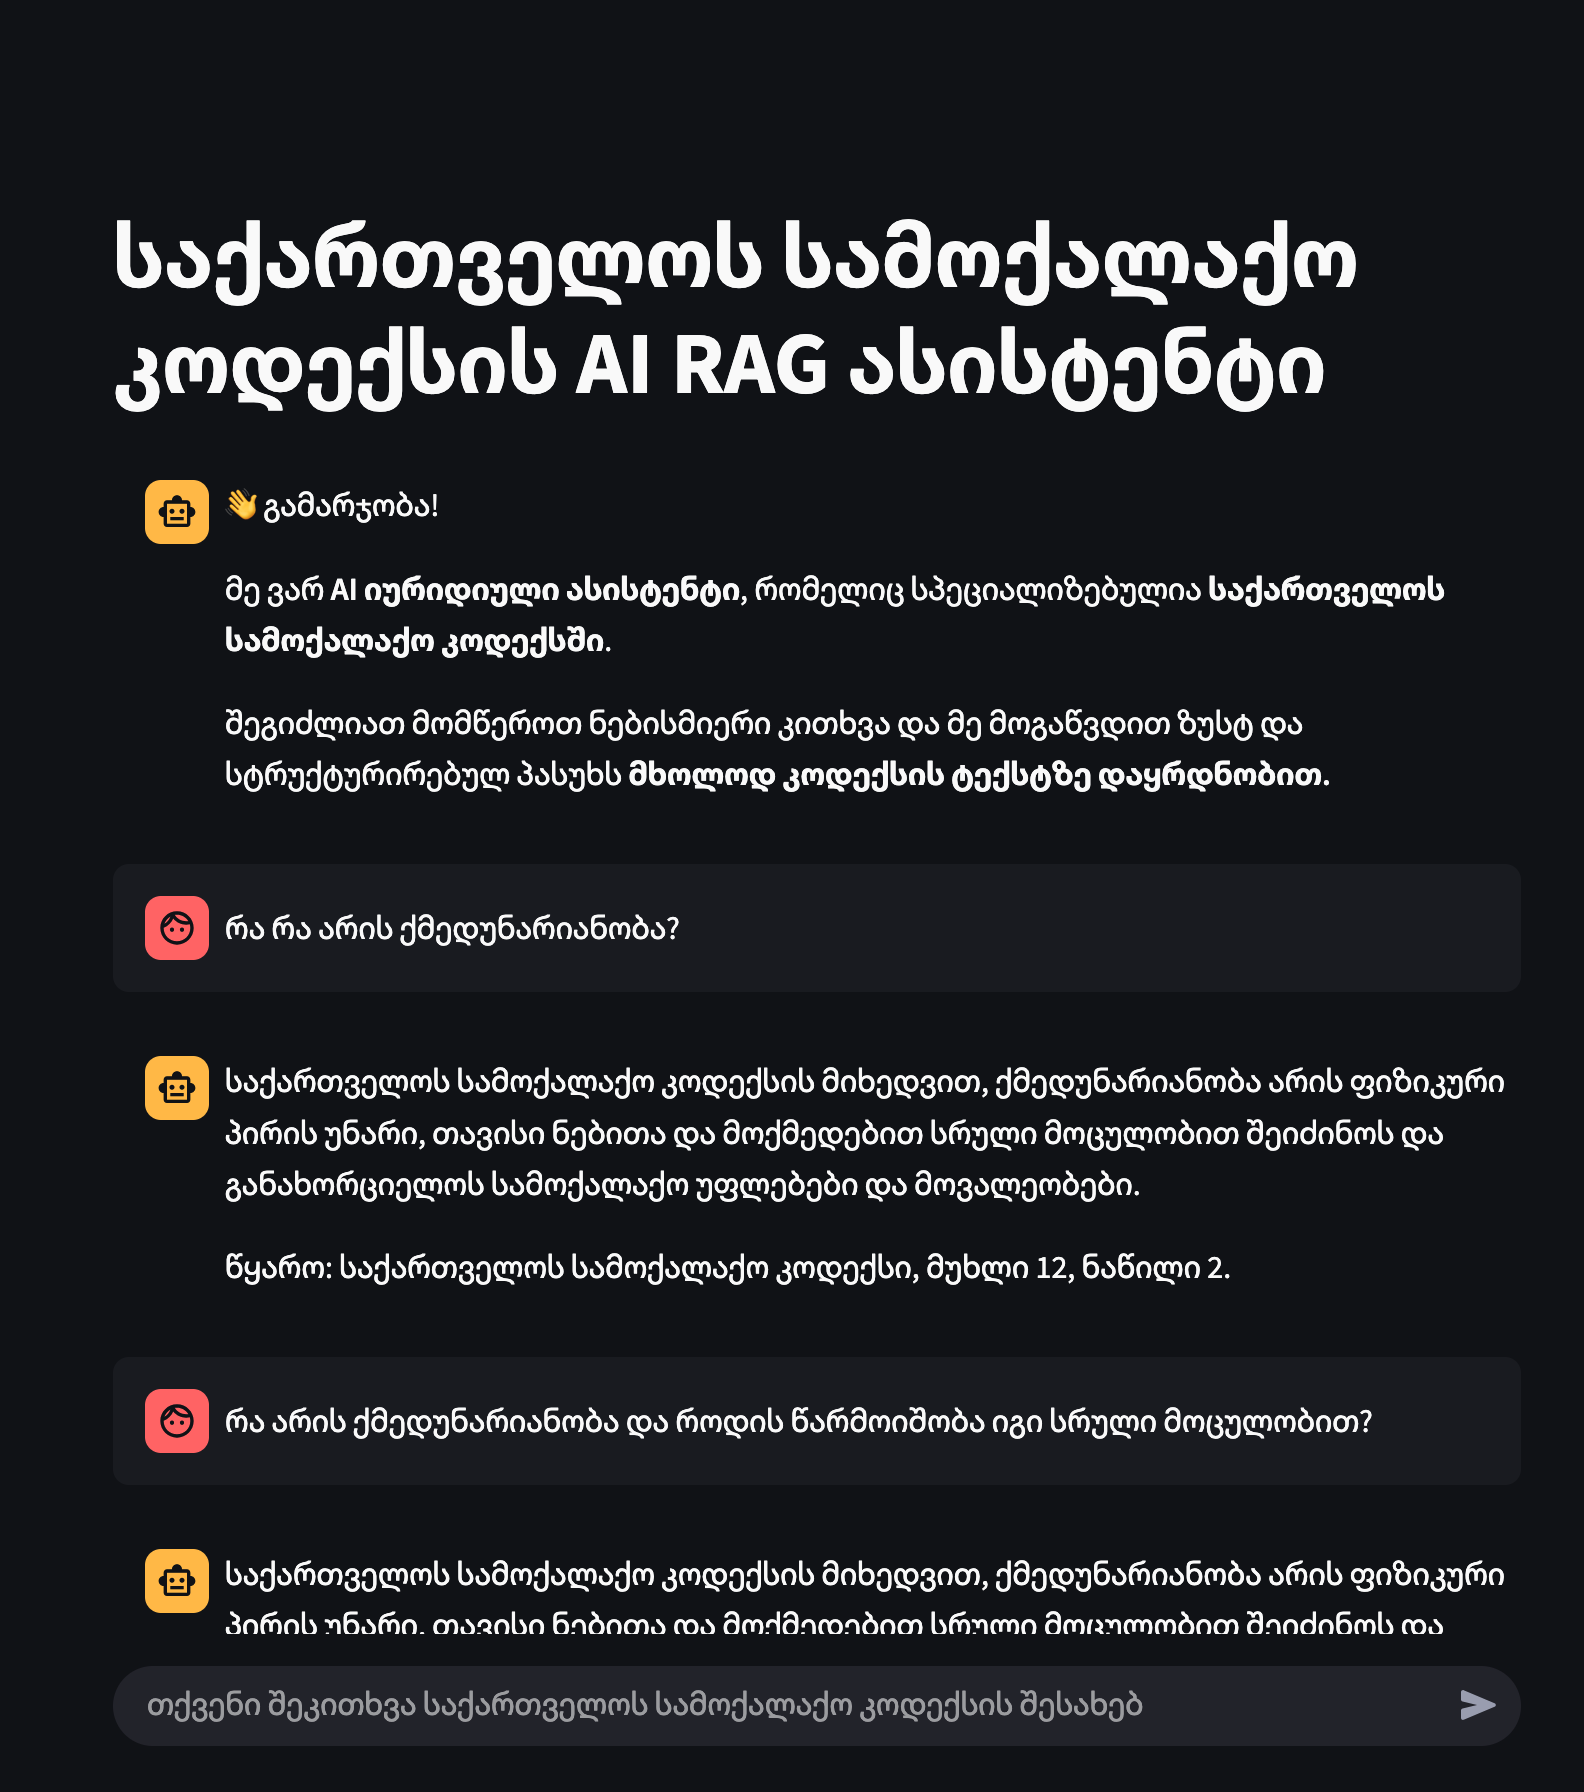 საქართველოს სამოქალაქო
კოდექსის AI RAG ასისტენტი
👋 გამარჯობა!
მე ვარ AI იურიდიული ასისტენტი, რომელიც სპეციალიზებულია საქართველოს
სამოქალაქო კოდექსში.
შეგიძლიათ მომწეროთ ნებისმიერი კითხვა და მე მოგაწვდით ზუსტ და
სტრუქტურირებულ პასუხს მხოლოდ კოდექსის ტექსტზე დაყრდნობით.
რა რა არის ქმედუნარიანობა?
საქართველოს სამოქალაქო კოდექსის მიხედვით, ქმედუნარიანობა არის ფიზიკური
პირის უნარი, თავისი ნებითა და მოქმედებით სრული მოცულობით შეიძინოს და
განახორციელოს სამოქალაქო უფლებები და მოვალეობები.
წყარო: საქართველოს სამოქალაქო კოდექსი, მუხლი 12, ნაწილი 2.
რა არის ქმედუნარიანობა და როდის წარმოიშობა იგი სრული მოცულობით?
საქართველოს სამოქალაქო კოდექსის მიხედვით, ქმედუნარიანობა არის ფიზიკური
პირის უნარი, თავისი ნებითა და მოქმედებით სრული მოცულობით შეიძინოს და
თქვენი შეკითხვა საქართველოს სამოქალაქო კოდექსის შესახებ